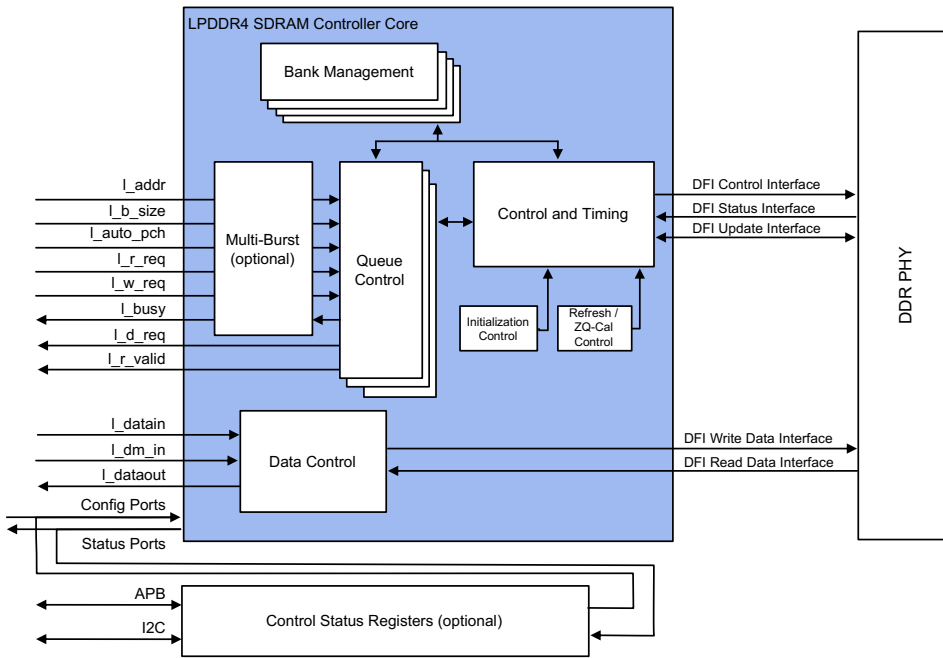 LPDDR4 SDRAM Controller Core
Bank Management
l_addr
l_b_size
l_auto_pch
l_r_req
l_w_req
l_busy
l_d_req
l_r_valid
Multi-Burst
(optional)
Queue
Control
Control and Timing
Initialization
Control
Refresh /
ZQ-Cal
Control
DFI Control Interface
DFI Status Interface
DFI Update Interface
DDR PHY
l_datain
l_dm_in
l_dataout
Data Control
DFI Write Data Interface
DFI Read Data Interface
Config Ports
Status Ports
APB
I2C
Control Status Registers (optional)